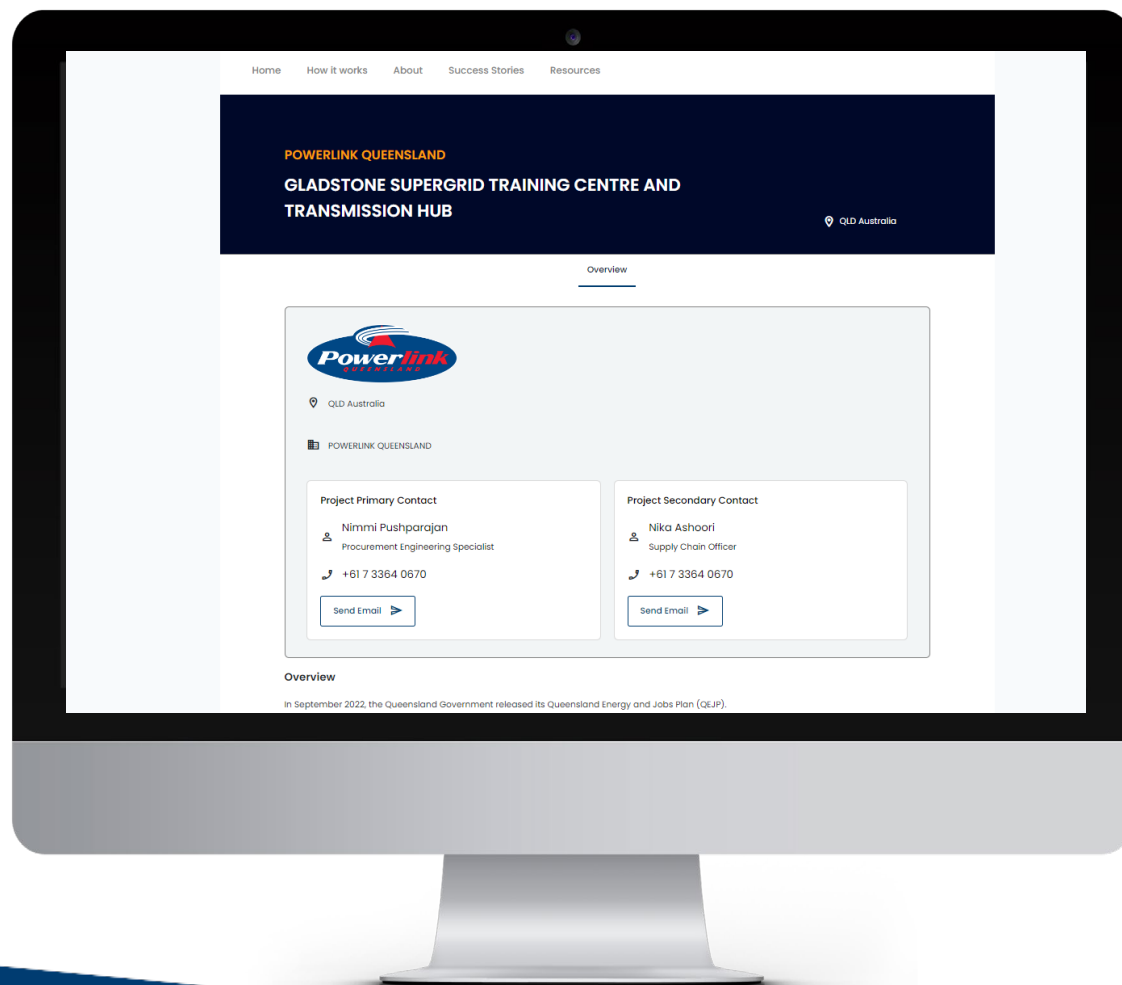 Home How it works About Success Stories Resources
POWERLINK QUEENSLAND
GLADSTONE SUPERGRID TRAINING CENTRE AND
TRANSMISSION HUB
QLD Australia
Overview
Powerlink
QUEENSLAND
QLD Australia
POWERLINK QUEENSLAND
Project Primary Contact
Nimmi Pushparajan
Procurement Engineering Specialist
+61 7 3364 0670
Send Email
Project Secondary Contact
Nika Ashoori
Supply Chain Officer
+61 7 3364 0670
Send Email
Overview
In September 2022, the Queensland Government released its Queensland Energy and Jobs Plan (QEJP).